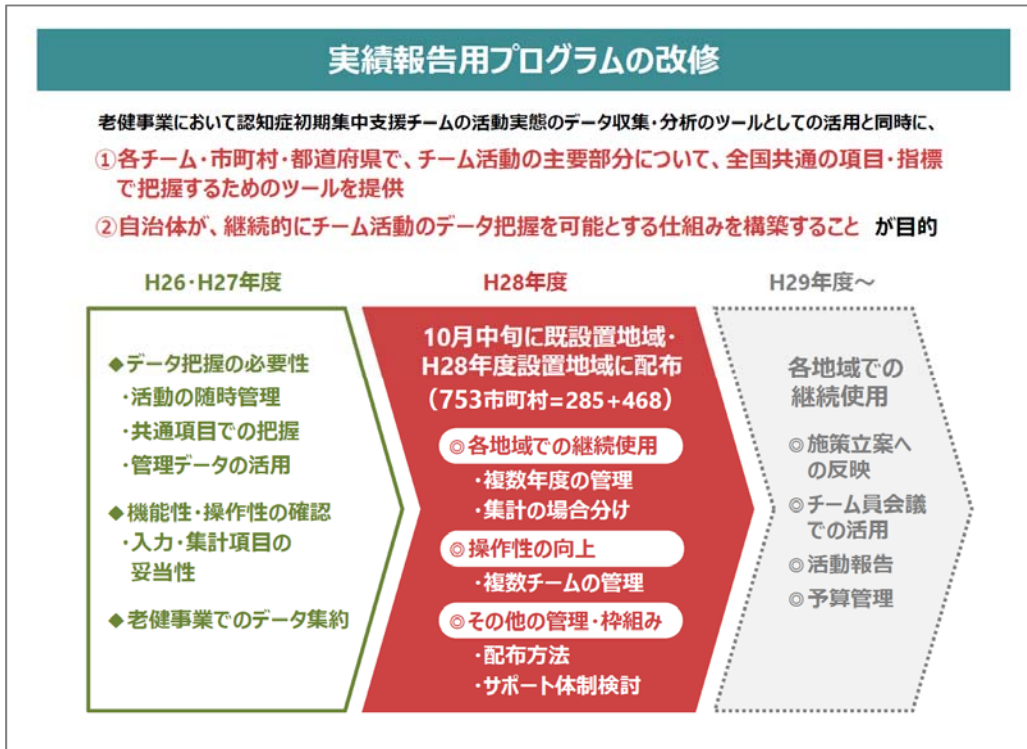 実績報告用プログラムの改修
老健事業において認知症初期集中支援チームの活動実態のデータ収集・分析のツールとしての活用と同時に、
①各チーム・市町村・都道府県で、チーム活動の主要部分について、全国共通の項目・指標
で把握するためのツールを提供
②自治体が、継続的にチーム活動のデータ把握を可能とする仕組みを構築すること が目的
H26・H27年度
◆データ把握の必要性
・活動の随時管理
・共通項目での把握
・管理データの活用
◆機能性・操作性の確認
・入力・集計項目の
妥当性
◆老健事業でのデータ集約
H28年度
10月中旬に既設置地域・
H28年度設置地域に配布
（753市町村=285+468）
◎各地域での継続使用
・複数年度の管理
・集計の場合分け
◎操作性の向上
・複数チームの管理
◎その他の管理・枠組み
・配布方法
・サポート体制検討
H29年度～
各地域での
継続使用
◎施策立案へ
の反映
◎チーム員会議
での活用
◎活動報告
◎予算管理